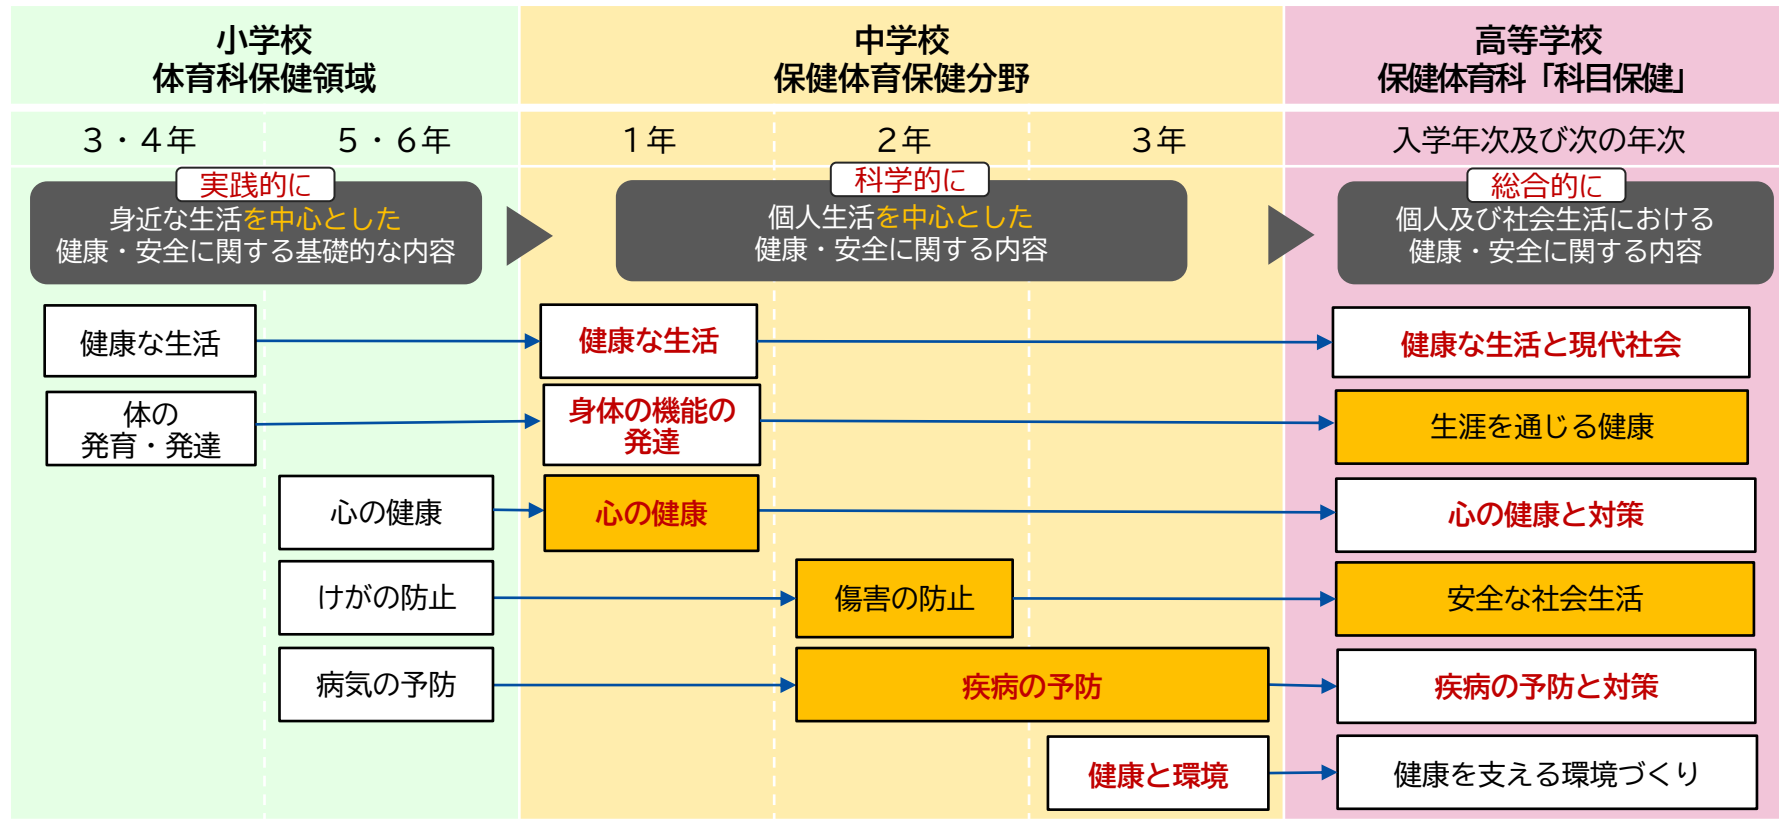 小学校
体育科保健領域
中学校
保健体育保健分野
高等学校
保健体育科「科目保健」
３・４年
５・６年
１年
２年
３年
入学年次及び次の年次
実践的に
身近な生活を中心とした
健康・安全に関する基礎的な内容
科学的に
個人生活を中心とした
健康・安全に関する内容
総合的に
個人及び社会生活における
健康・安全に関する内容
健康な生活
健康な生活
健康な生活と現代社会
体の
発育・発達
身体の機能の
発達
生涯を通じる健康
心の健康
心の健康
心の健康と対策
けがの防止
傷害の防止
安全な社会生活
病気の予防
疾病の予防
疾病の予防と対策
健康と環境
健康を支える環境づくり